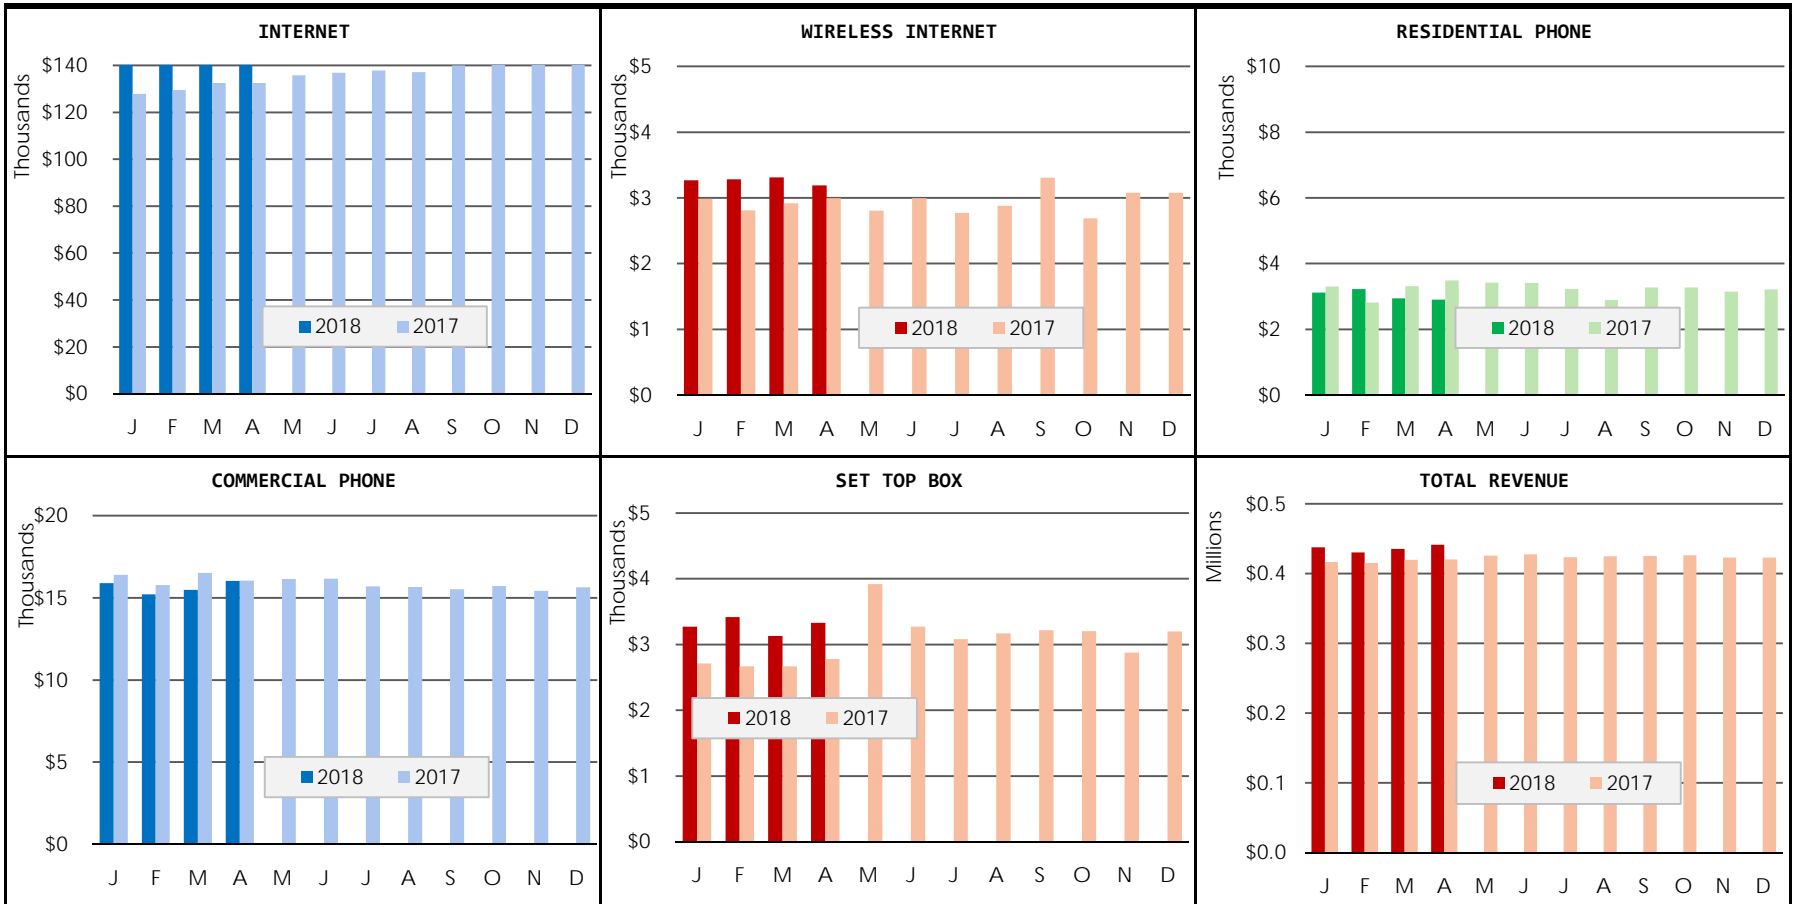 INTERNET
Thousands
$140
$120
$100
$80
$60
$40
$20
$0
2018 2017
J F M A M J J A S O N D
WIRELESS INTERNET
Thousands
$5
$4
$3
$2
$1
$0
2018 2017
J F M A M J J A S O N D
RESIDENTIAL PHONE
Thousands
$10
$8
$6
$4
$2
$0
2018 2017
J F M A M J J A S O N D
COMMERCIAL PHONE
Thousands
$20
$15
$10
$5
$0
2018 2017
J F M A M J J A S O N D
SET TOP BOX
Thousands
$5
$4
$3
$2
$1
$0
2018 2017
J F M A M J J A S O N D
TOTAL REVENUE
Millions
$0.5
$0.4
$0.3
$0.2
$0.1
$0.0
2018 2017
J F M A M J J A S O N D